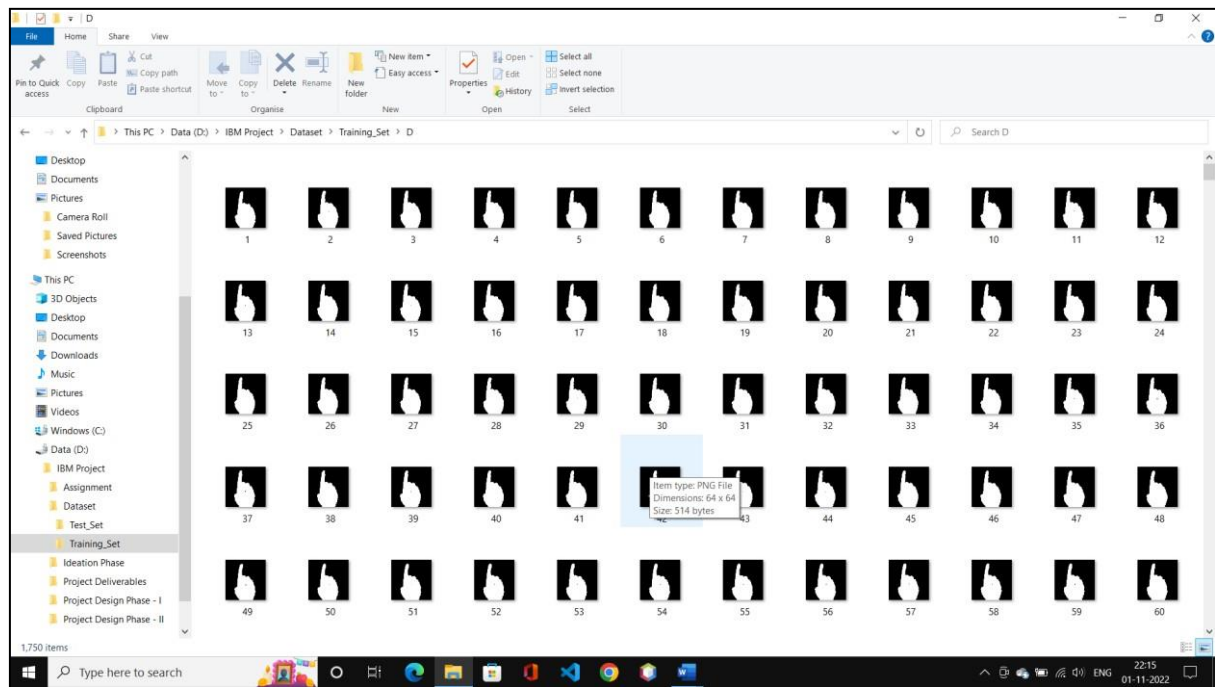 D
File Home Share View
Pin to Quick access
Copy
Paste
Cut
Copy path
Paste shortcut
Clipboard
Move to
Copy to
Delete
Rename
Organise
New folder
New item
Easy access
New
Properties
Open
Edit
History
Open
Select all
Select none
Invert selection
Select
This PC > Data (D:) > IBM Project > Dataset > Training_Set > D
Search D
Desktop
Documents
Pictures
Camera Roll
Saved Pictures
Screenshots
This PC
3D Objects
Desktop
Documents
Downloads
Music
Pictures
Videos
Windows (C:)
Data (D:)
IBM Project
Assignment
Dataset
Test_Set
Training_Set
Ideation Phase
Project Deliverables
Project Design Phase - I
Project Design Phase - II
1 2 3 4 5 6 7 8 9 10 11 12
13 14 15 16 17 18 19 20 21 22 23 24
25 26 27 28 29 30 31 32 33 34 35 36
Item type: PNG File
Dimensions: 64 x 64
Size: 514 bytes
37 38 39 40 41 42 43 44 45 46 47 48
49 50 51 52 53 54 55 56 57 58 59 60
1,750 items
Type here to search
ENG
22:15
01-11-2022